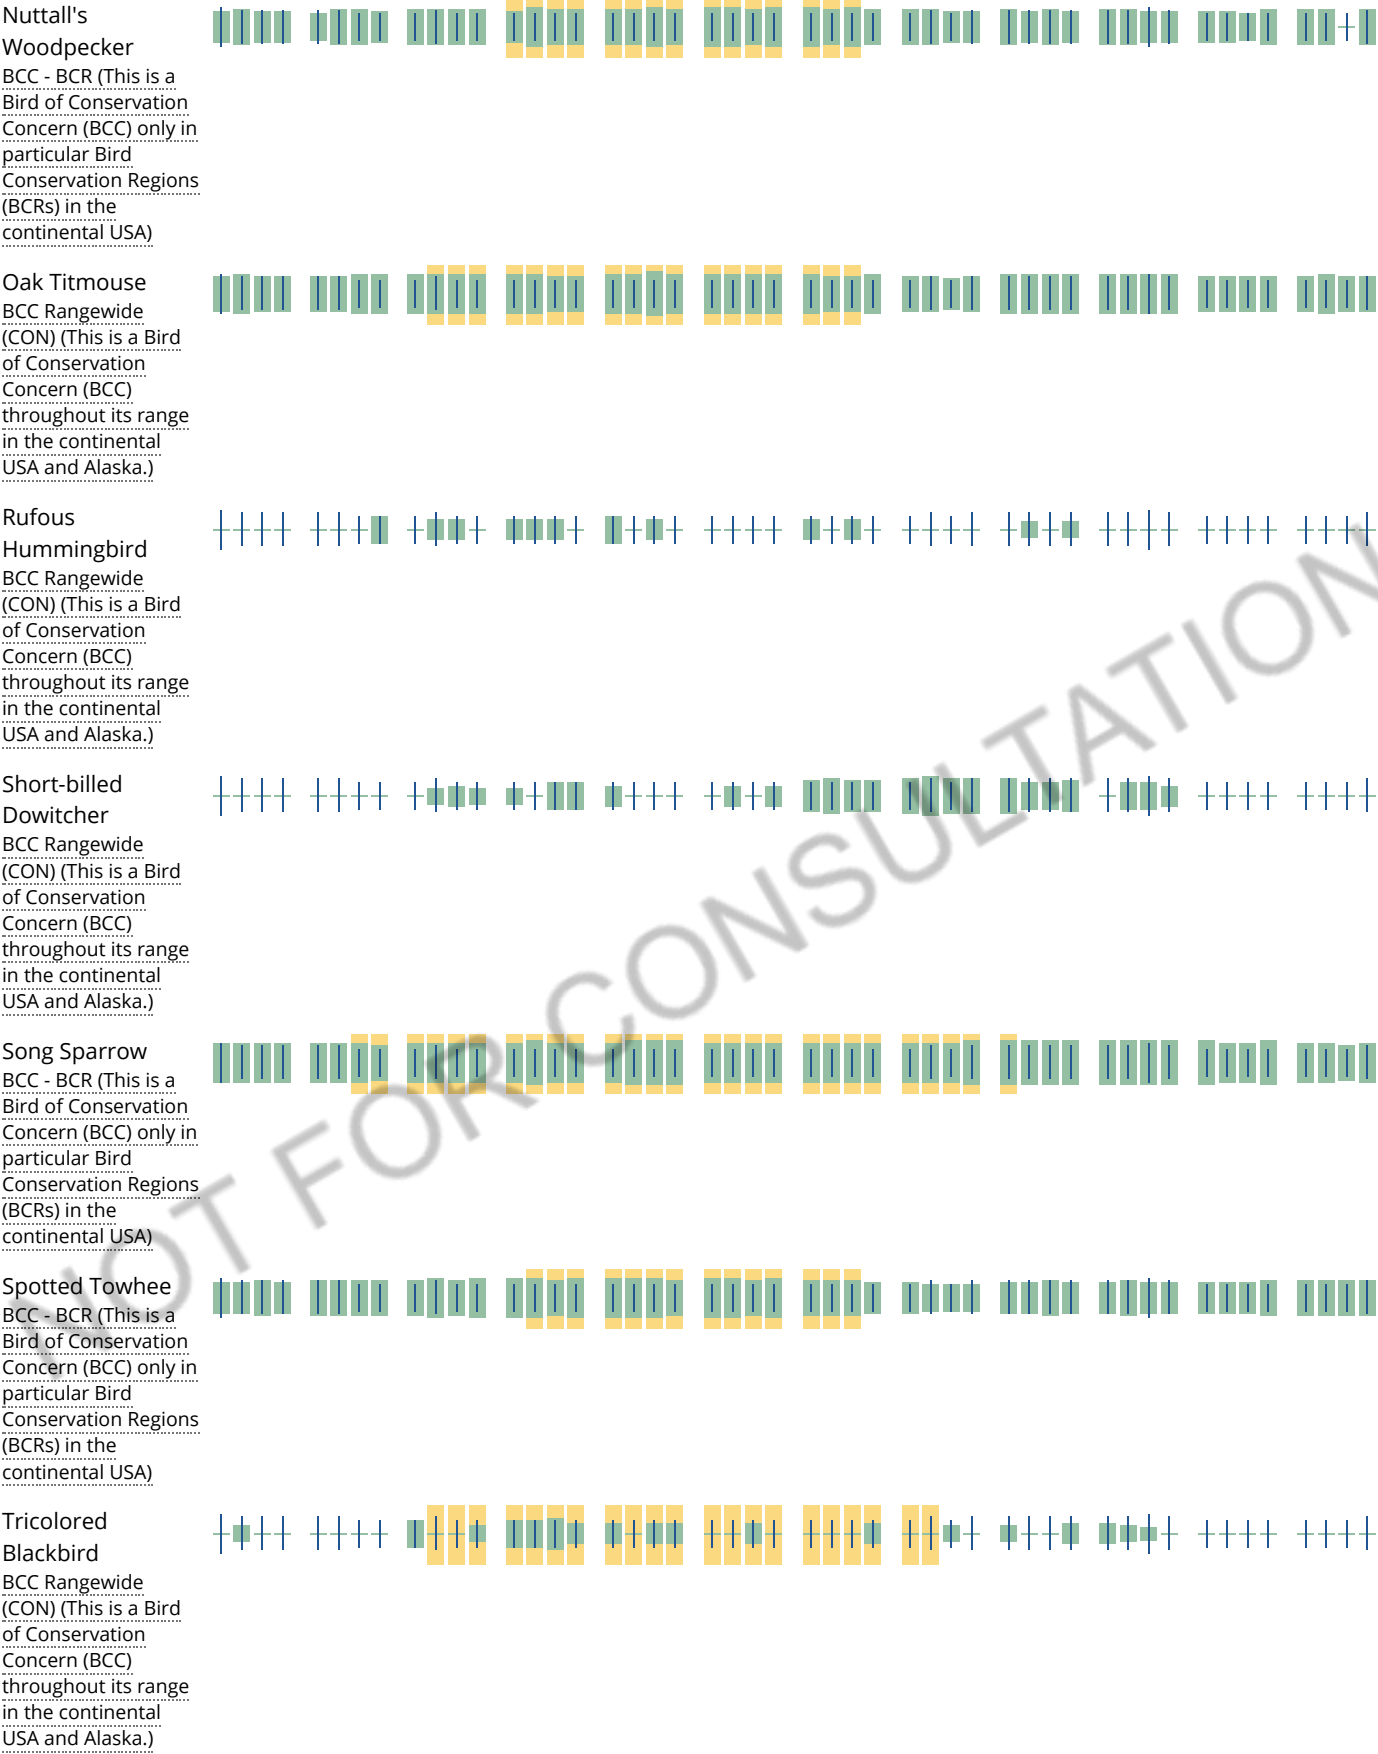 Nuttall's
Woodpecker
BCC - BCR (This is a
Bird of Conservation
Concern (BCC) only in
particular Bird
Conservation Regions
(BCRs) in the
continental USA)
Oak Titmouse
BCC Rangewide
(CON) (This is a Bird
of Conservation
Concern (BCC)
throughout its range
in the continental
USA and Alaska.)
Rufous
Hummingbird
BCC Rangewide
(CON) (This is a Bird
of Conservation
Concern (BCC)
throughout its range
in the continental
USA and Alaska.)
Short-billed
Dowitcher
BCC Rangewide
(CON) (This is a Bird
of Conservation
Concern (BCC)
throughout its range
in the continental
USA and Alaska.)
Song Sparrow
BCC - BCR (This is a
Bird of Conservation
Concern (BCC) only in
particular Bird
Conservation Regions
(BCRs) in the
continental USA)
Spotted Towhee
BCC - BCR (This is a
Bird of Conservation
Concern (BCC) only in
particular Bird
Conservation Regions
(BCRs) in the
continental USA)
Tricolored
Blackbird
BCC Rangewide
(CON) (This is a Bird
of Conservation
Concern (BCC)
throughout its range
in the continental
USA and Alaska.)
NOT FOR CONSULTATION